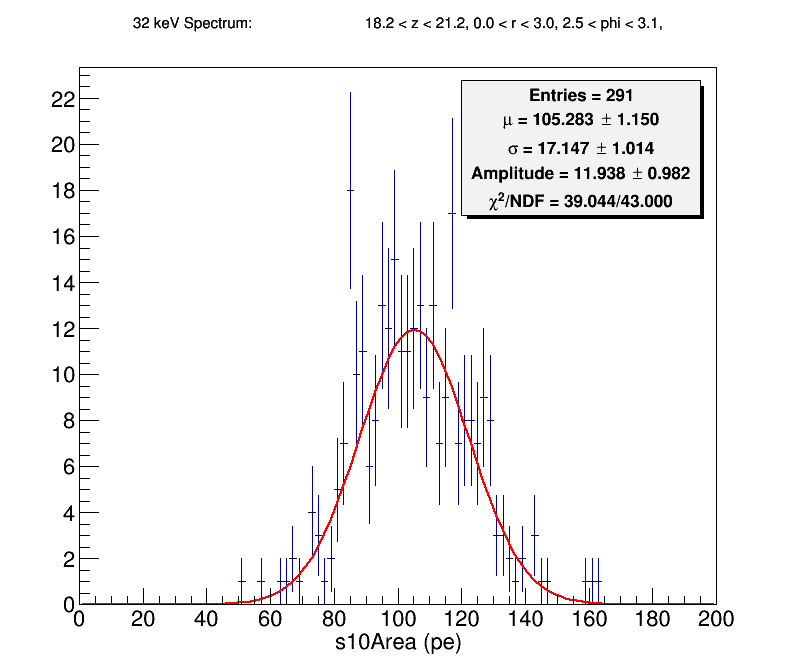 32 keV Spectrum: 18.2 < z < 21.2, 0.0 < r < 3.0, 2.5 < phi < 3.1,
Entries = 291
μ = 105.283 ± 1.150
σ = 17.147 ± 1.014
Amplitude = 11.938 ± 0.982
χ²/NDF = 39.044/43.000
22
20
18
16
14
12
10
8
6
4
2
0
0 20 40 60 80 100 120 140 160 180 200
s10Area (pe)